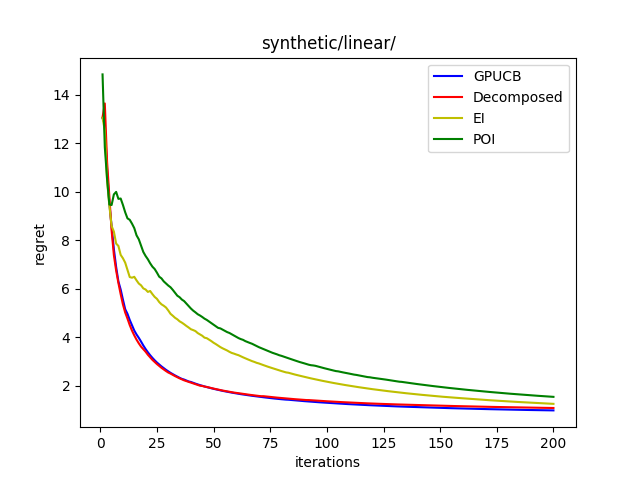 synthetic/linear/
GPUCB
Decomposed
EI
POI
14
12
10
8
6
4
2
regret
0
25
50
75
100
125
150
175
200
iterations